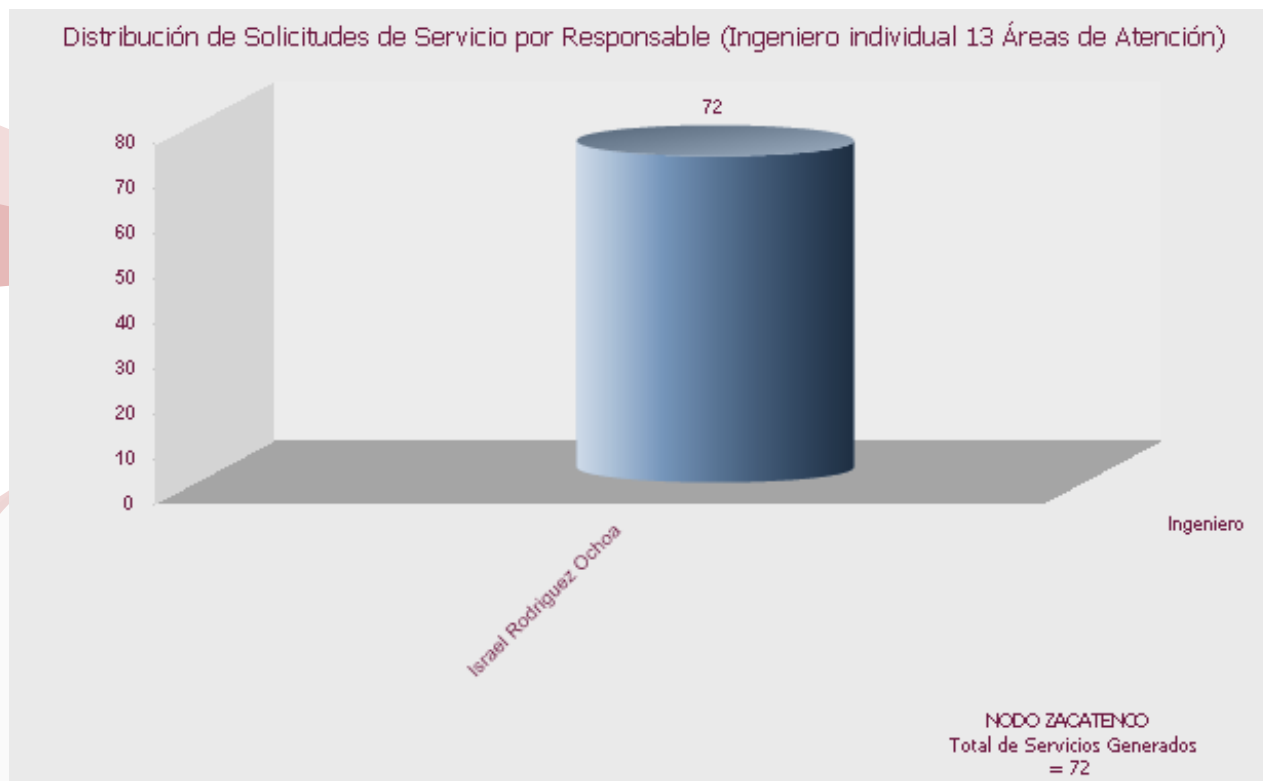 Distribución de Solicitudes de Servicio por Responsable (Ingeniero individual 13 Áreas de Atención)
72
80
70
60
50
40
30
20
10
0
Ingeniero
Israel Rodriguez Ochoa
NODO ZACATENCO
Total de Servicios Generados
= 72